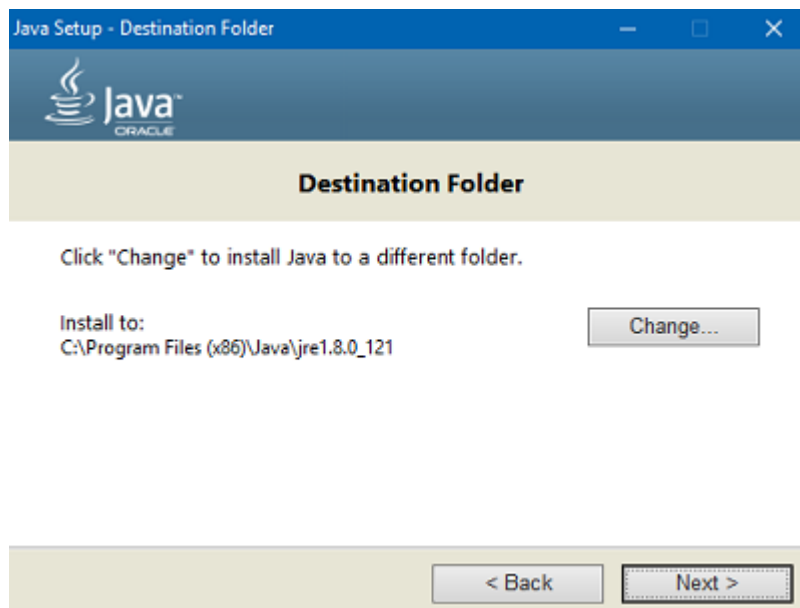 Java Setup - Destination Folder
Java™
ORACLE
Destination Folder
Click "Change" to install Java to a different folder.
Install to:
C:\Program Files (x86)\Java\jre1.8.0_121
Change...
< Back
Next >